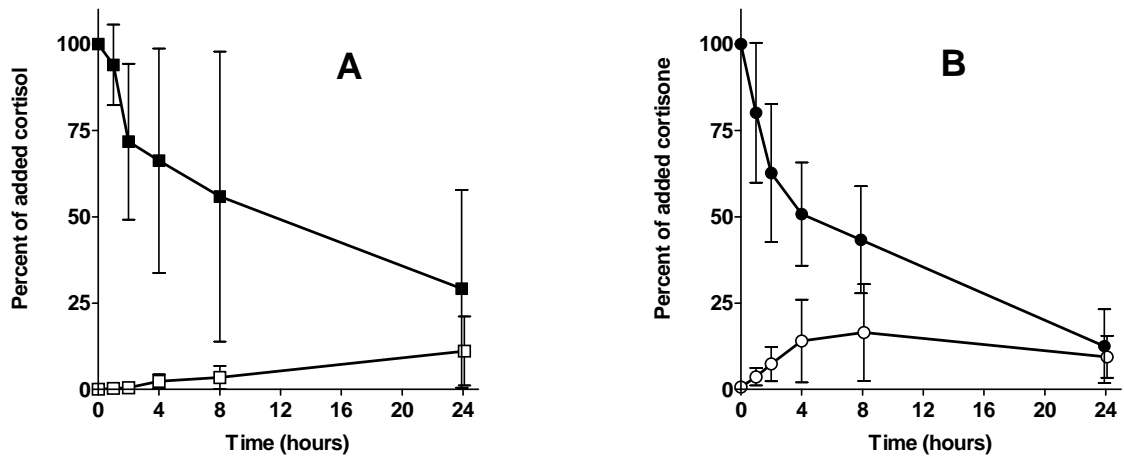 A
Percent of added cortisol
100
75
50
25
0
0 4 8 12 16 20 24
Time (hours)
B
Percent of added cortisone
100
75
50
25
0
0 4 8 12 16 20 24
Time (hours)